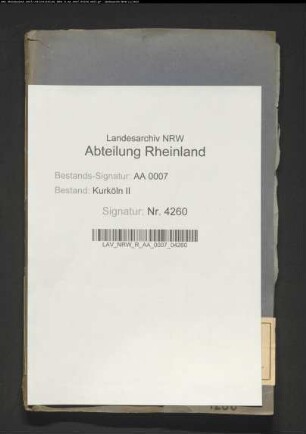 Landesarchiv NRW
Abteilung Rheinland
Bestands-Signatur: AA 0007
Bestand: Kurköln II
Signatur: Nr. 4260
LAV_NRW_R_AA_0007_04260